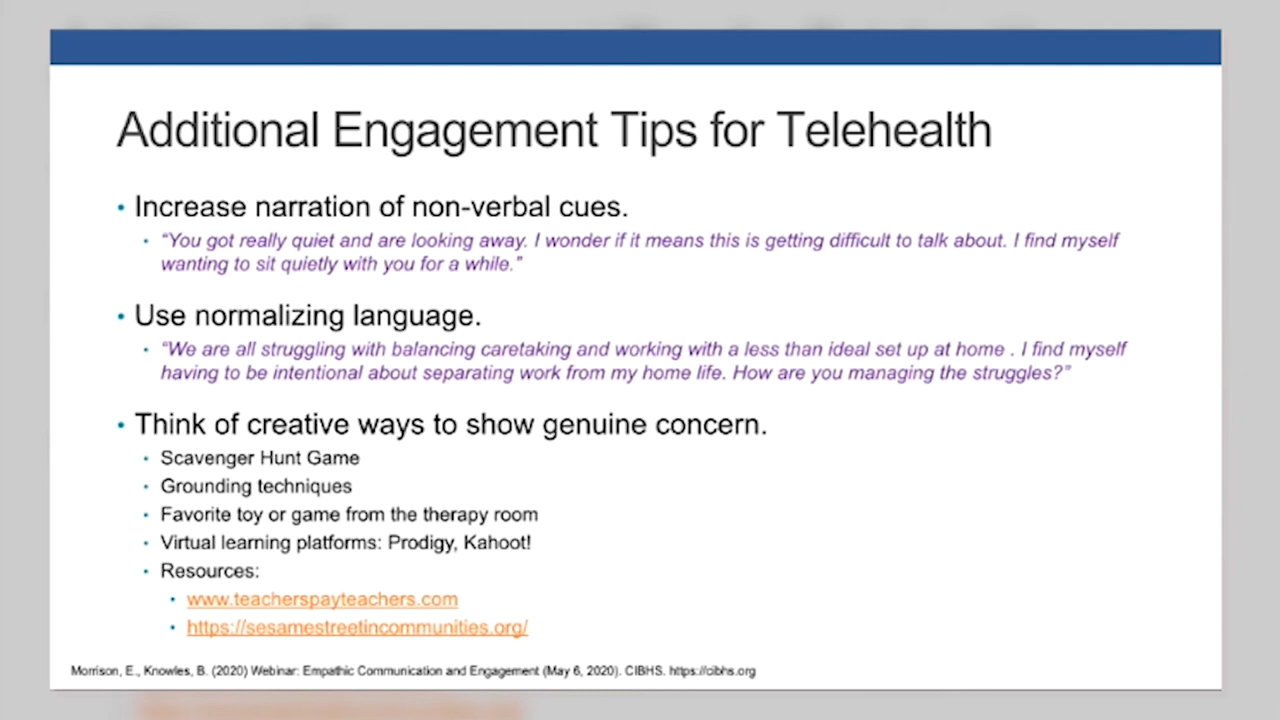 Additional Engagement Tips for Telehealth
• Increase narration of non-verbal cues.
• “You got really quiet and are looking away. I wonder if it means this is getting difficult to talk about. I find myself
wanting to sit quietly with you for a while.”
• Use normalizing language.
• “We are all struggling with balancing caretaking and working with a less than ideal set up at home . I find myself
having to be intentional about separating work from my home life. How are you managing the struggles?”
• Think of creative ways to show genuine concern.
• Scavenger Hunt Game
• Grounding techniques
• Favorite toy or game from the therapy room
• Virtual learning platforms: Prodigy, Kahoot!
• Resources:
• www.teacherspayteachers.com
• https://sesamestreetincommunities.org/
Morrison, E., Knowles, B. (2020) Webinar: Empathic Communication and Engagement (May 6, 2020). CIBHS. https://cibhs.org